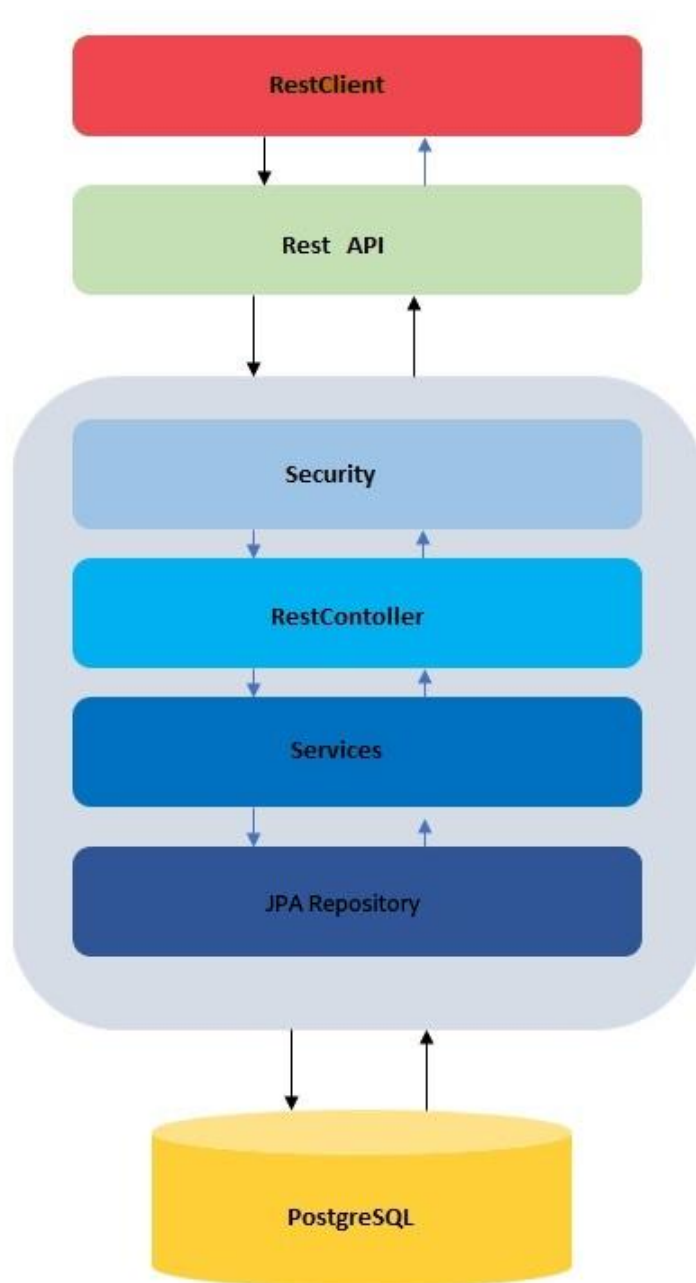 RestClient
Rest API
Security
RestContoller
Services
JPA Repository
PostgreSQL